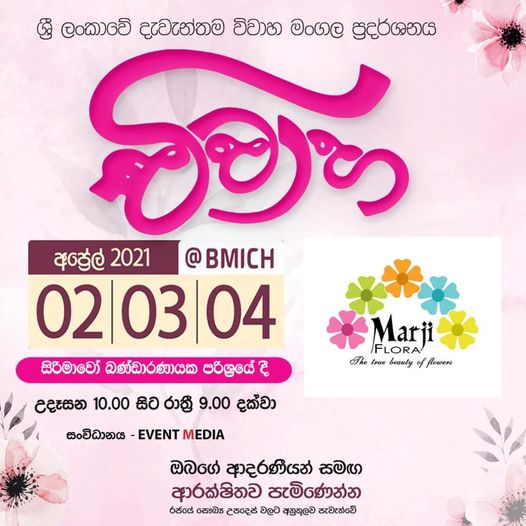 ශ්‍රී ලංකාවේ දැවැන්තම විවාහ මංගල ප්‍රදර්ශනය
විවාහ
අප්‍රේල් 2021 @BMICH
02|03|04
Marji
FLORA
The true beauty of flowers
සිරිමාවෝ බණ්ඩාරණායක පරිශ්‍රයේ දී
උදෑසන 10.00 සිට රාත්‍රී 9.00 දක්වා
සංවිධානය - EVENT MEDIA
ඔබගේ ආදරණීයන් සමඟ
ආරක්ෂිතව පැමිණෙන්න
රජයේ සෞඛ්‍ය උපදෙස් වලට අනුකූලව පැවැත්වේ